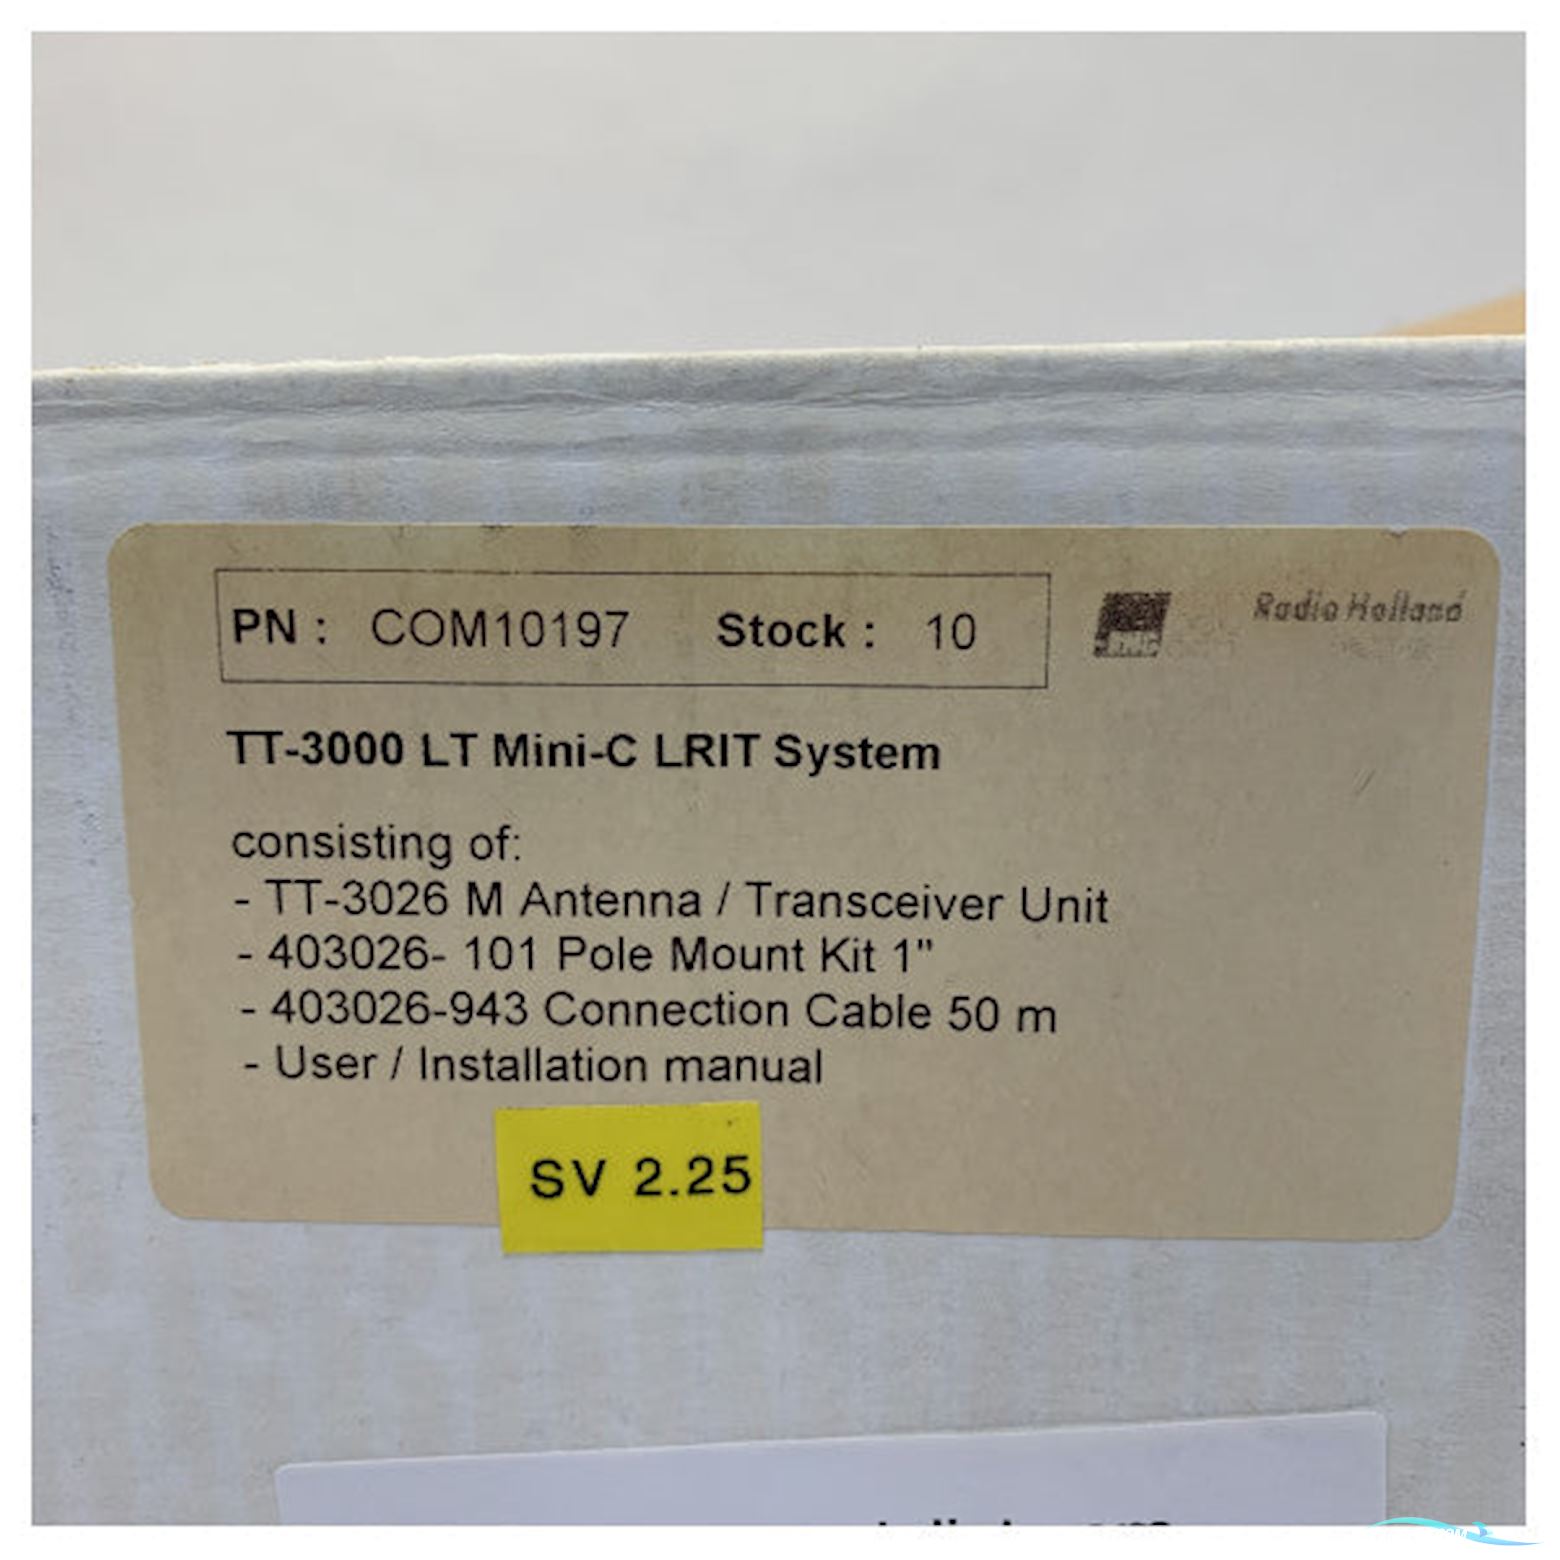 PN : COM10197 Stock : 10
Radio Holland
TT-3000 LT Mini-C LRIT System
consisting of:
- TT-3026 M Antenna / Transceiver Unit
- 403026- 101 Pole Mount Kit 1"
- 403026-943 Connection Cable 50 m
- User / Installation manual
SV 2.25